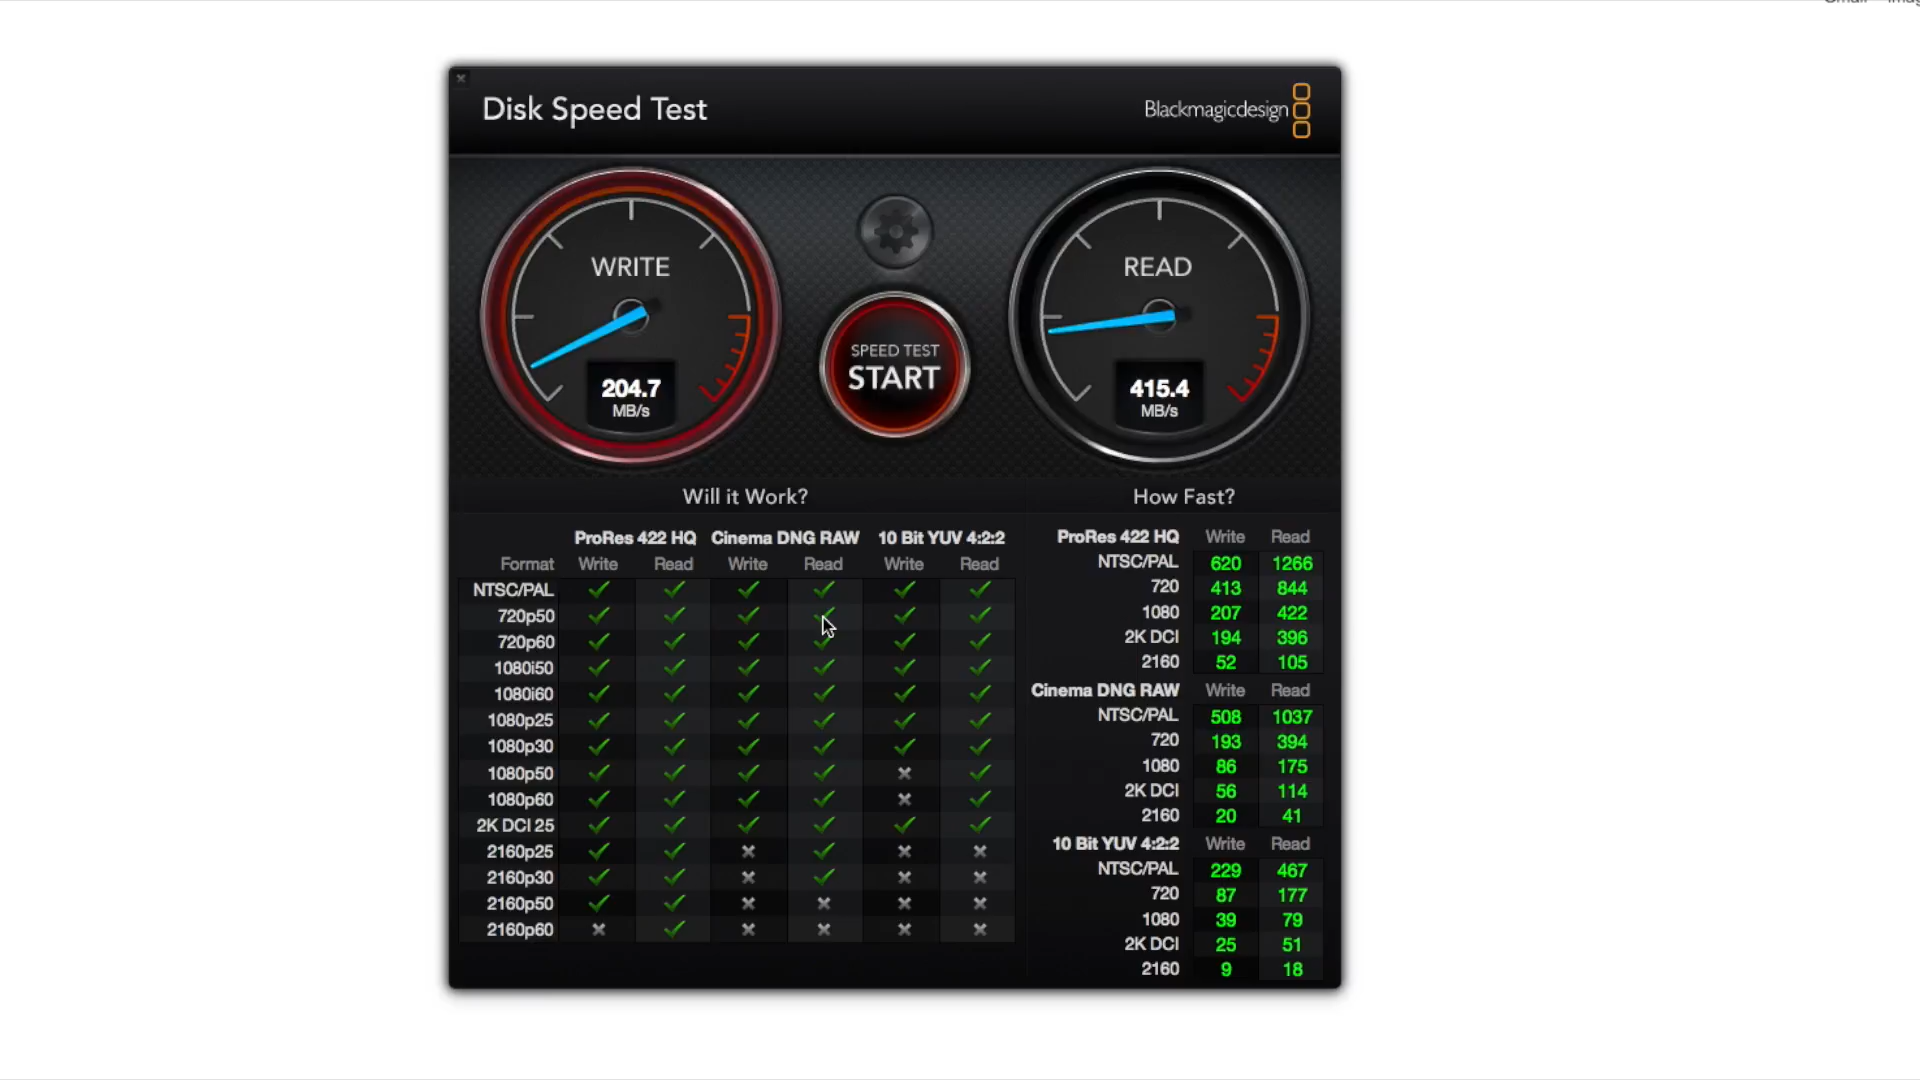 Disk Speed Test
Blackmagicdesign
WRITE
204.7
MB/s
SPEED TEST
START
READ
415.4
MB/s
Will it Work?
ProRes 422 HQ Cinema DNG RAW 10 Bit YUV 4:2:2
Format Write Read Write Read Write Read
NTSC/PAL
720p50
720p60
1080i50
1080i60
1080p25
1080p30
1080p50
1080p60
2K DCI 25
2160p25
2160p30
2160p50
2160p60
How Fast?
ProRes 422 HQ Write Read
NTSC/PAL 620 1266
720 413 844
1080 207 422
2K DCI 194 396
2160 52 105
Cinema DNG RAW Write Read
NTSC/PAL 508 1037
720 193 394
1080 86 175
2K DCI 56 114
2160 20 41
10 Bit YUV 4:2:2 Write Read
NTSC/PAL 229 467
720 87 177
1080 39 79
2K DCI 25 51
2160 9 18